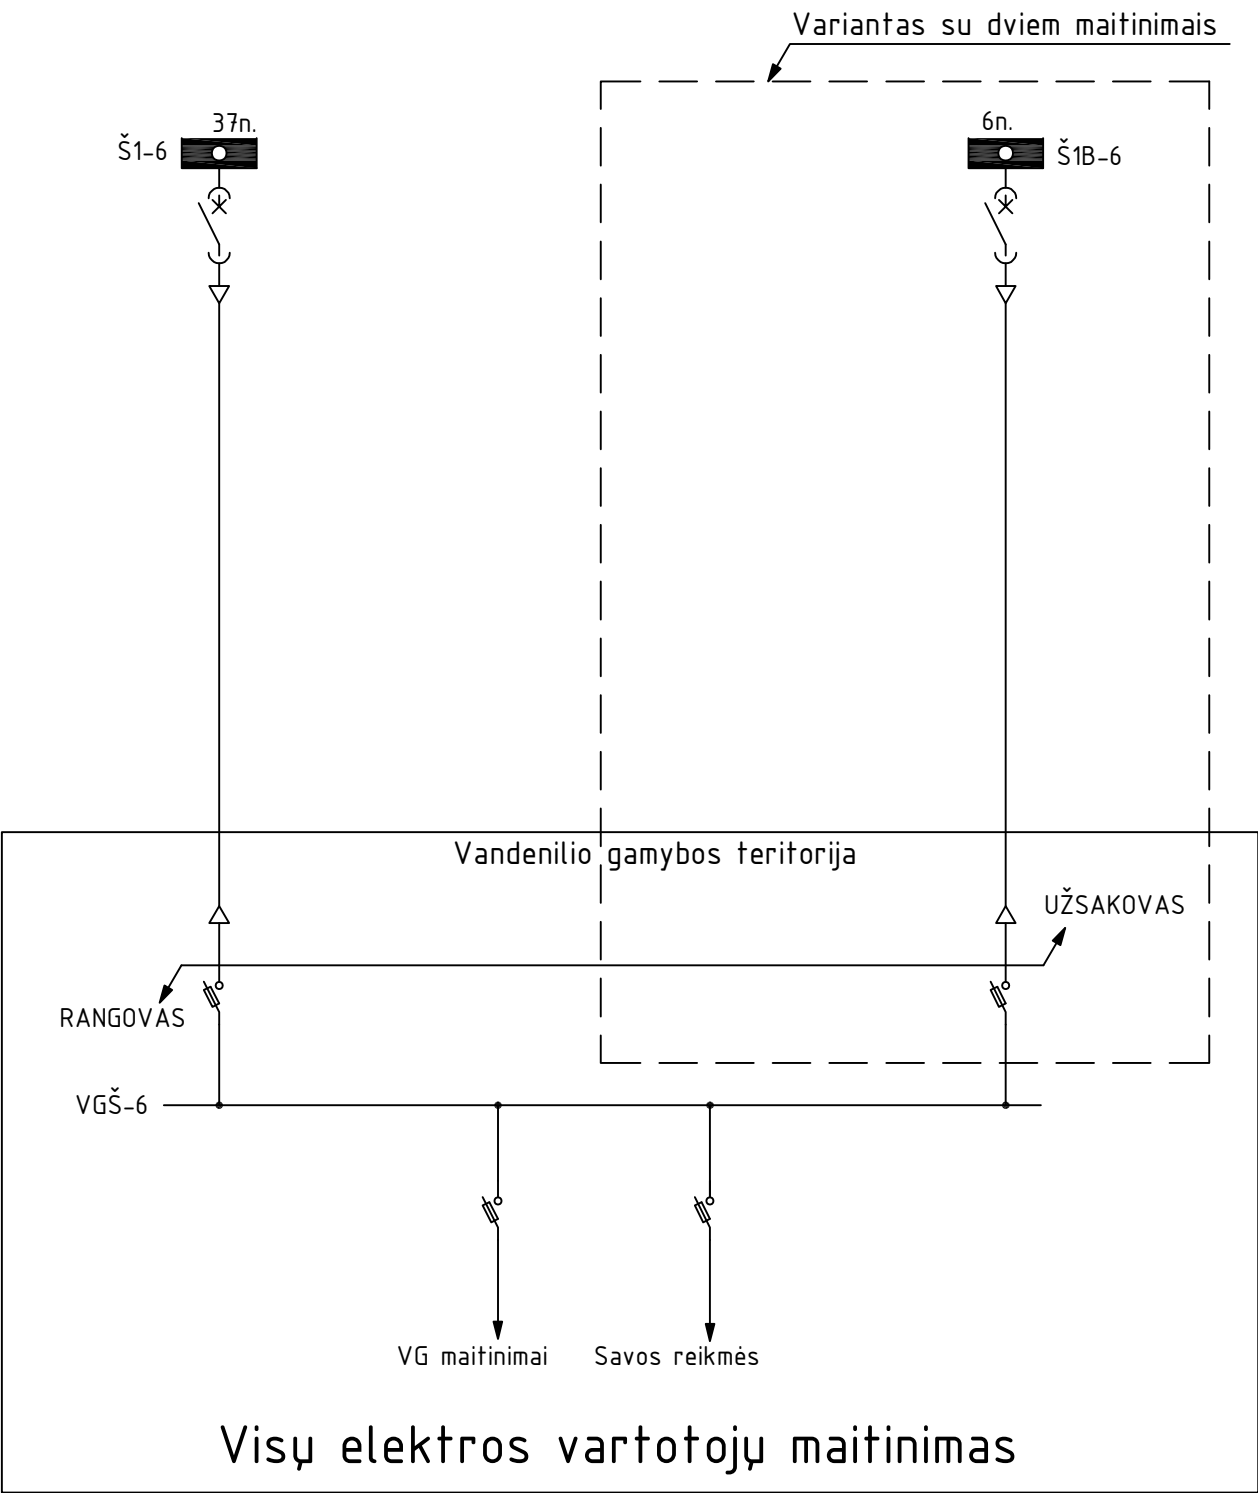 Variantas su dviem maitinimais
37n.
Š1-6
6n.
Š1B-6
Vandenilio gamybos teritorija
UŽSAKOVAS
RANGOVAS
VGŠ-6
VG maitinimai
Savos reikmės
Visų elektros vartotojų maitinimas